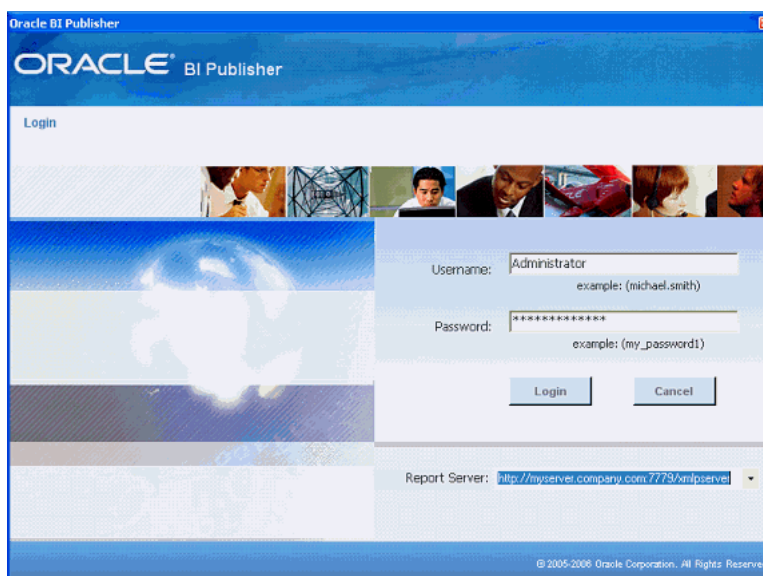 Oracle BI Publisher
ORACLE® BI Publisher
Login
Username: Administrator
example: (michael.smith)
Password: *************
example: (my_password1)
Login Cancel
Report Server: http://myserver.company.com:7779/xmlpserver
© 2005-2006 Oracle Corporation. All Rights Reserve